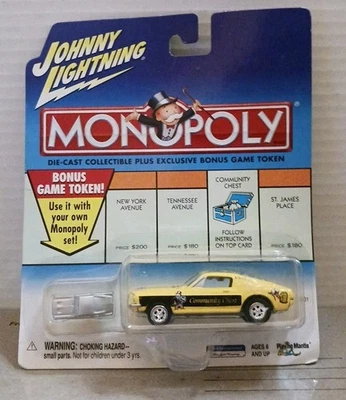 JOHNNY
LIGHTNING
MONOPOLY
DIE-CAST COLLECTIBLE PLUS EXCLUSIVE BONUS GAME TOKEN
BONUS
GAME TOKEN!
Use it with
your own
Monopoly
set!
NEW YORK
AVENUE
PRICE $200
TENNESSEE
AVENUE
PRICE $180
COMMUNITY
CHEST
FOLLOW
INSTRUCTIONS
ON TOP CARD
ST. JAMES
PLACE
PRICE $180
Community Chest
WARNING: CHOKING HAZARD—
small parts. Not for children under 3 yrs.
AGES 8
AND UP
Playing Mantis